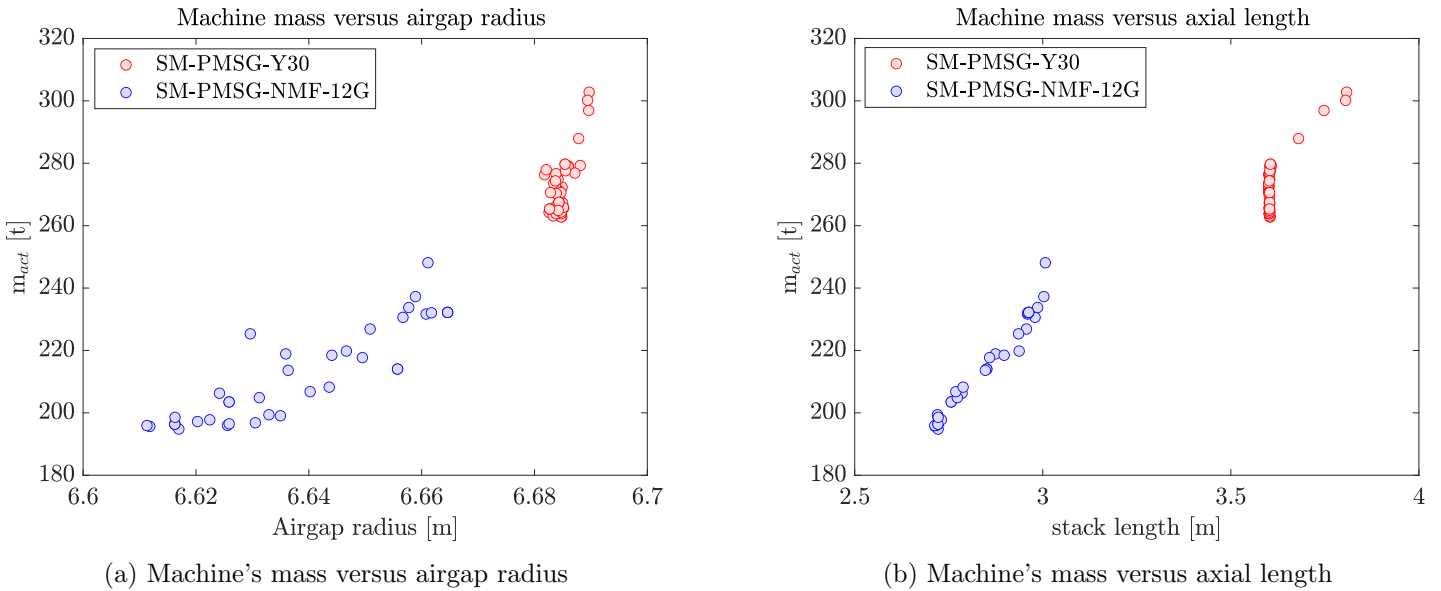 Machine mass versus airgap radius
320
300
280
260
240
220
200
180
m_act [t]
SM-PMSG-Y30
SM-PMSG-NMF-12G
6.6 6.62 6.64 6.66 6.68 6.7
Airgap radius [m]
(a) Machine's mass versus airgap radius
Machine mass versus axial length
320
300
280
260
240
220
200
180
m_act [t]
SM-PMSG-Y30
SM-PMSG-NMF-12G
2.5 3 3.5 4
stack length [m]
(b) Machine's mass versus axial length